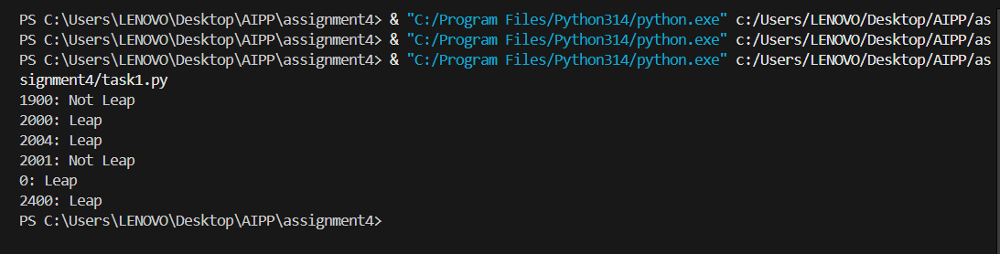 PS C:\Users\LENOVO\Desktop\AIPP\assignment4> & "C:/Program Files/Python314/python.exe" c:/Users/LENOVO/Desktop/AIPP/as
PS C:\Users\LENOVO\Desktop\AIPP\assignment4> & "C:/Program Files/Python314/python.exe" c:/Users/LENOVO/Desktop/AIPP/as
PS C:\Users\LENOVO\Desktop\AIPP\assignment4> & "C:/Program Files/Python314/python.exe" c:/Users/LENOVO/Desktop/AIPP/as
signment4/task1.py
1900: Not Leap
2000: Leap
2004: Leap
2001: Not Leap
0: Leap
2400: Leap
PS C:\Users\LENOVO\Desktop\AIPP\assignment4>